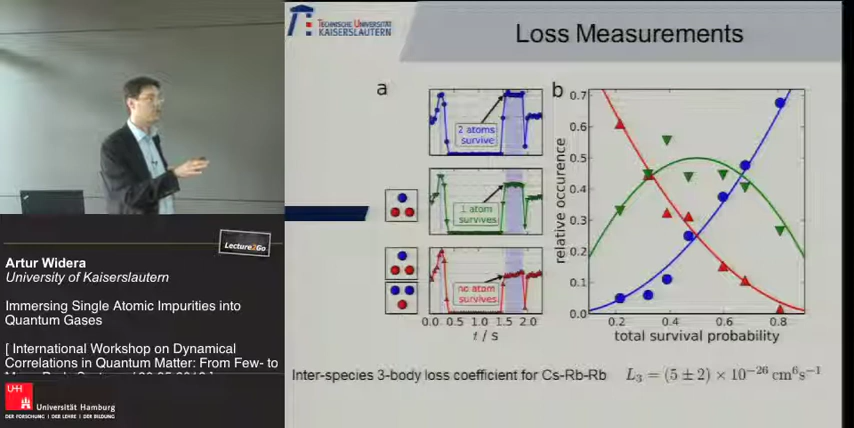 TECHNISCHE UNIVERSITÄT
KAISERSLAUTERN
Loss Measurements
a
2 atoms
survive
1 atom
survives
no atom
survives
0.0 0.5 1.0 1.5 2.0
t / s
b
0.7
0.6
0.5
0.4
0.3
0.2
0.1
0.0
relative occurence
0.2 0.4 0.6 0.8
total survival probability
Inter-species 3-body loss coefficient for Cs-Rb-Rb L₃ = (5 ± 2) × 10⁻²⁶ cm⁶s⁻¹
Lecture2Go
Artur Widera
University of Kaiserslautern
Immersing Single Atomic Impurities into
Quantum Gases
[ International Workshop on Dynamical
Correlations in Quantum Matter: From Few- to
UHH
Universität Hamburg
DER FORSCHUNG | DER LEHRE | DER BILDUNG